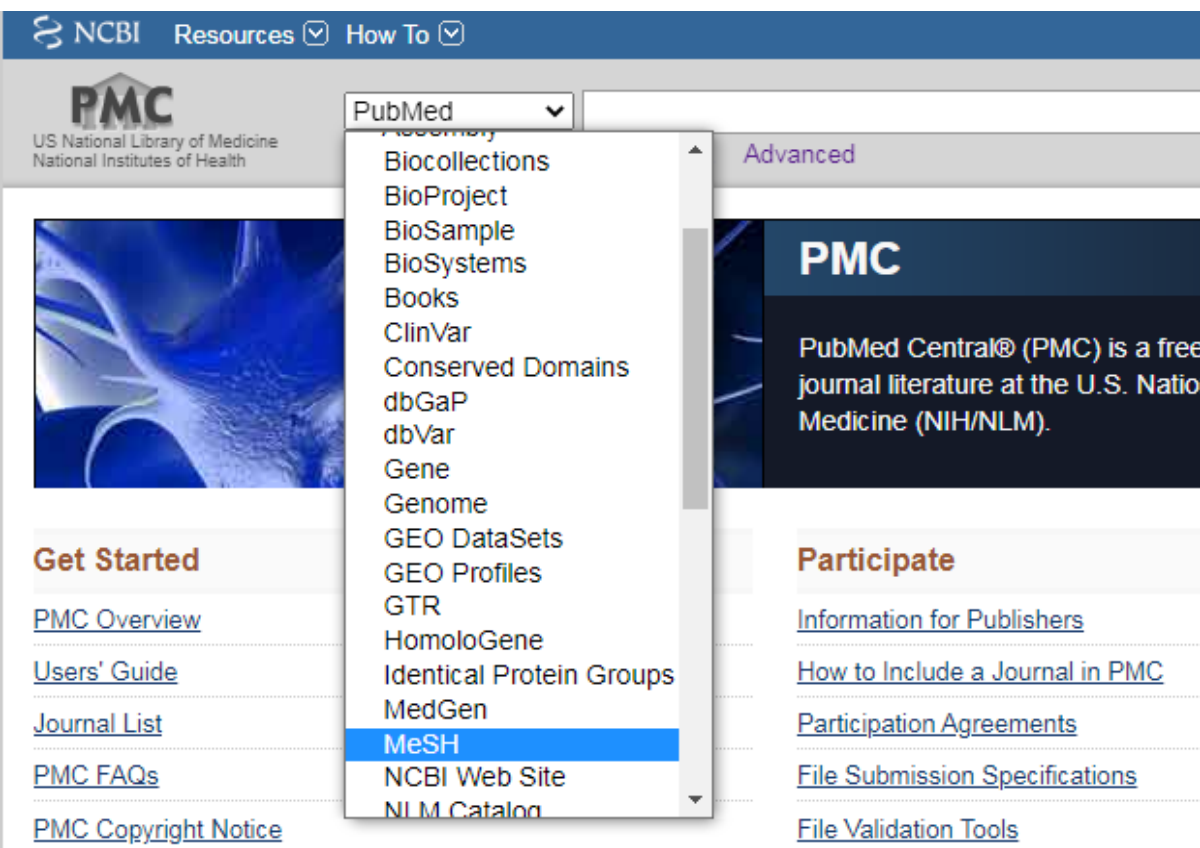 NCBI Resources How To
PMC
US National Library of Medicine
National Institutes of Health
PubMed
Advanced
Assembly
Biocollections
BioProject
BioSample
BioSystems
Books
ClinVar
Conserved Domains
dbGaP
dbVar
Gene
Genome
GEO DataSets
GEO Profiles
GTR
HomoloGene
Identical Protein Groups
MedGen
MeSH
NCBI Web Site
NLM Catalog
PMC
PubMed Central® (PMC) is a free
journal literature at the U.S. Natio
Medicine (NIH/NLM).
Get Started
PMC Overview
Users' Guide
Journal List
PMC FAQs
PMC Copyright Notice
Participate
Information for Publishers
How to Include a Journal in PMC
Participation Agreements
File Submission Specifications
File Validation Tools